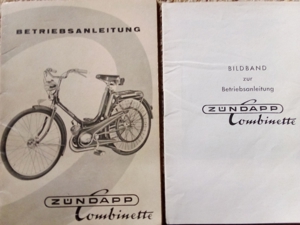 BETRIEBSANLEITUNG
ZÜNDAPP
Combinette
BILDBAND
zur
Betriebsanleitung
ZÜNDAPP
Combinette